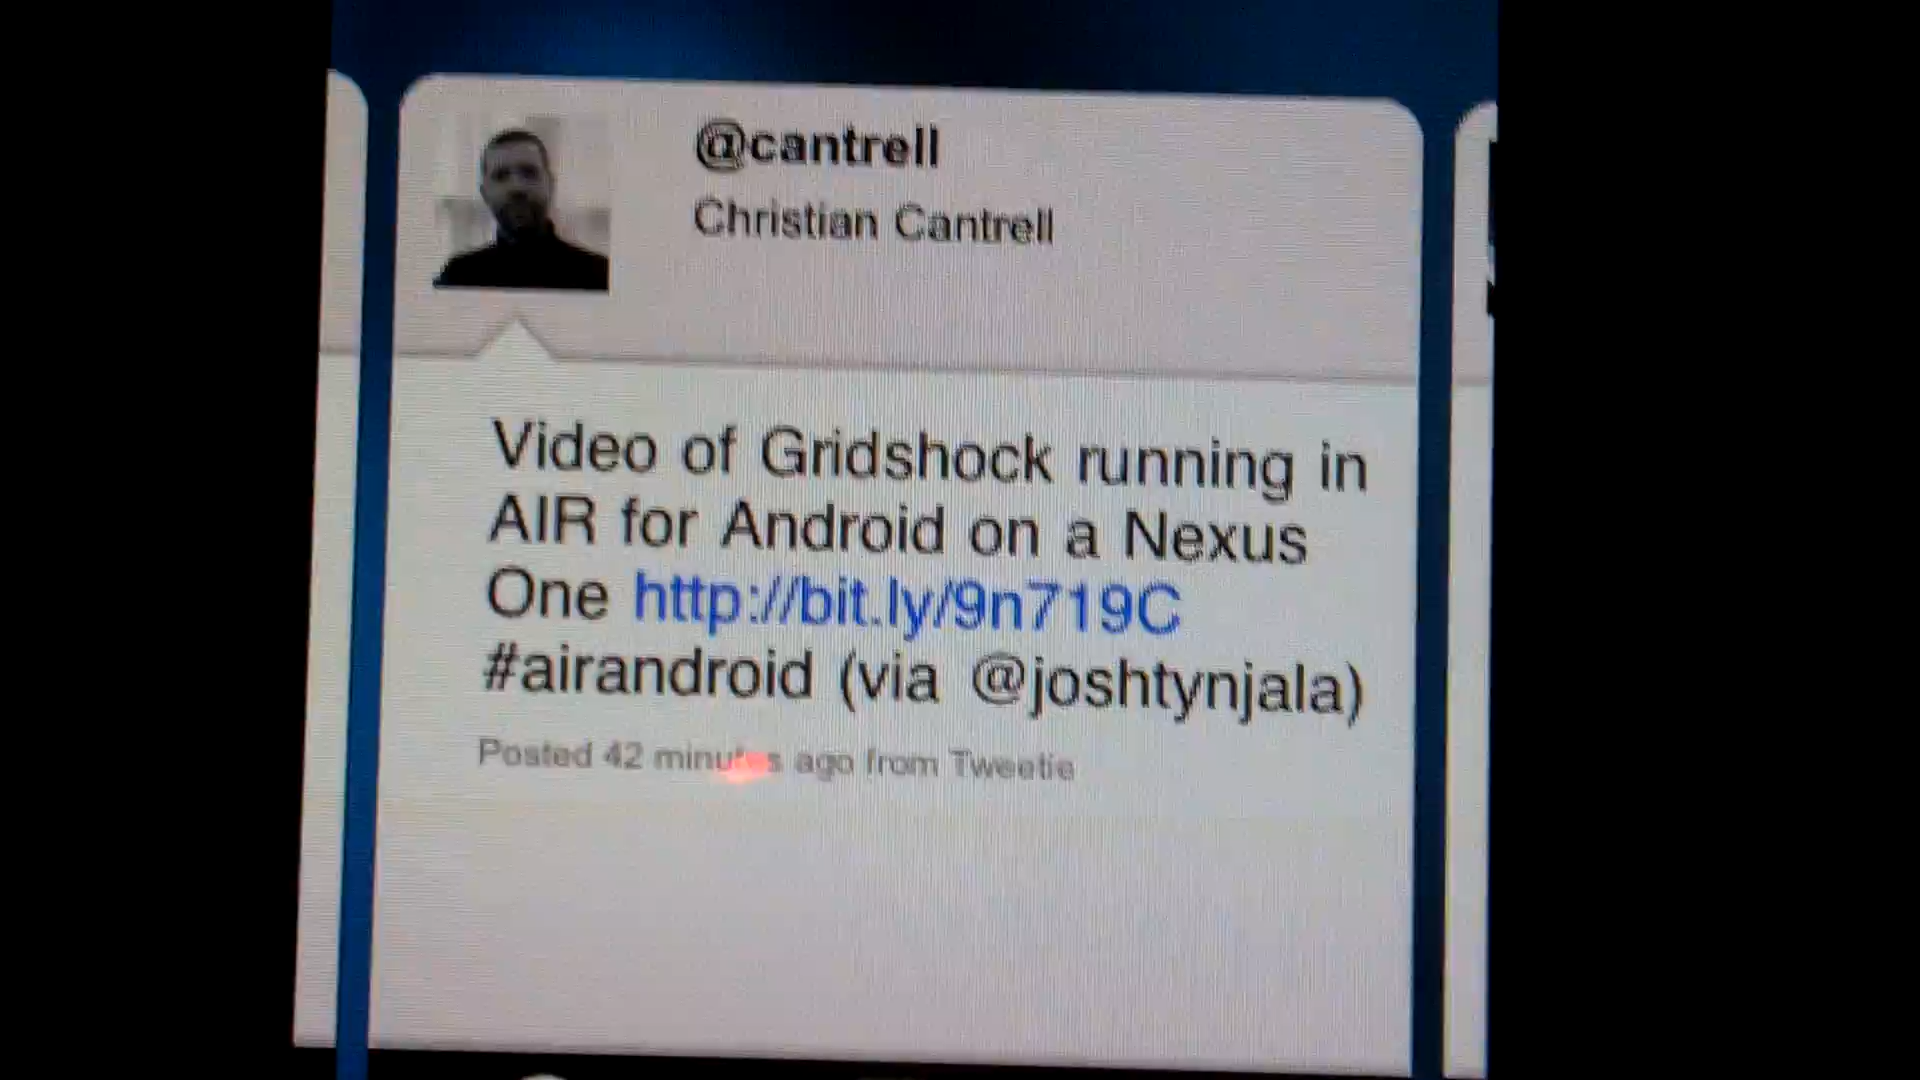 @cantrell
Christian Cantrell
Video of Gridshock running in
AIR for Android on a Nexus
One http://bit.ly/9n719C
#airandroid (via @joshtynjala)
Posted 42 minutes ago from Tweetie